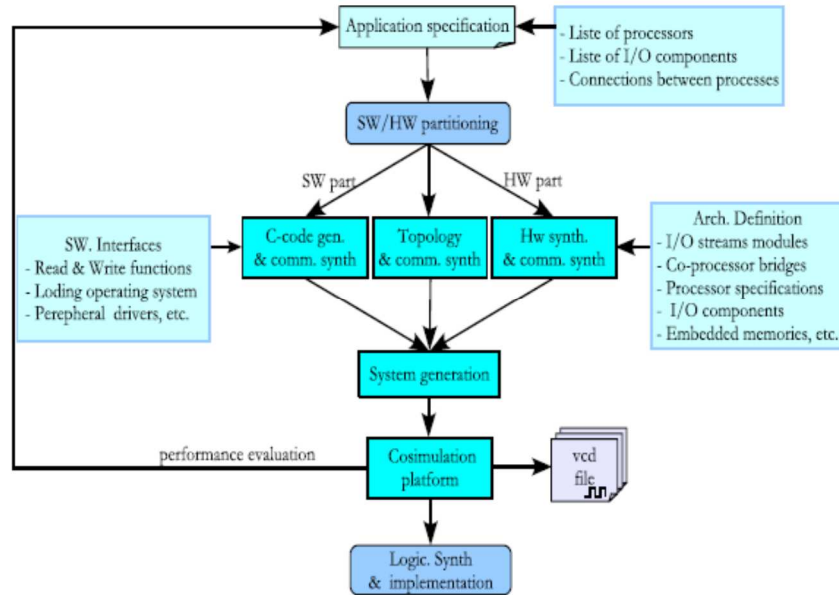 Application specification
- Liste of processors
- Liste of I/O components
- Connections between processes
SW/HW partitioning
SW part
HW part
SW. Interfaces
- Read & Write functions
- Loding operating system
- Perepheral drivers, etc.
C-code gen.
& comm. synth
Topology
& comm. synth
Hw synth.
& comm. synth
Arch. Definition
- I/O streams modules
- Co-processor bridges
- Processor specifications
- I/O components
- Embedded memories, etc.
System generation
performance evaluation
Cosimulation
platform
vcd
file
Logic. Synth
& implementation